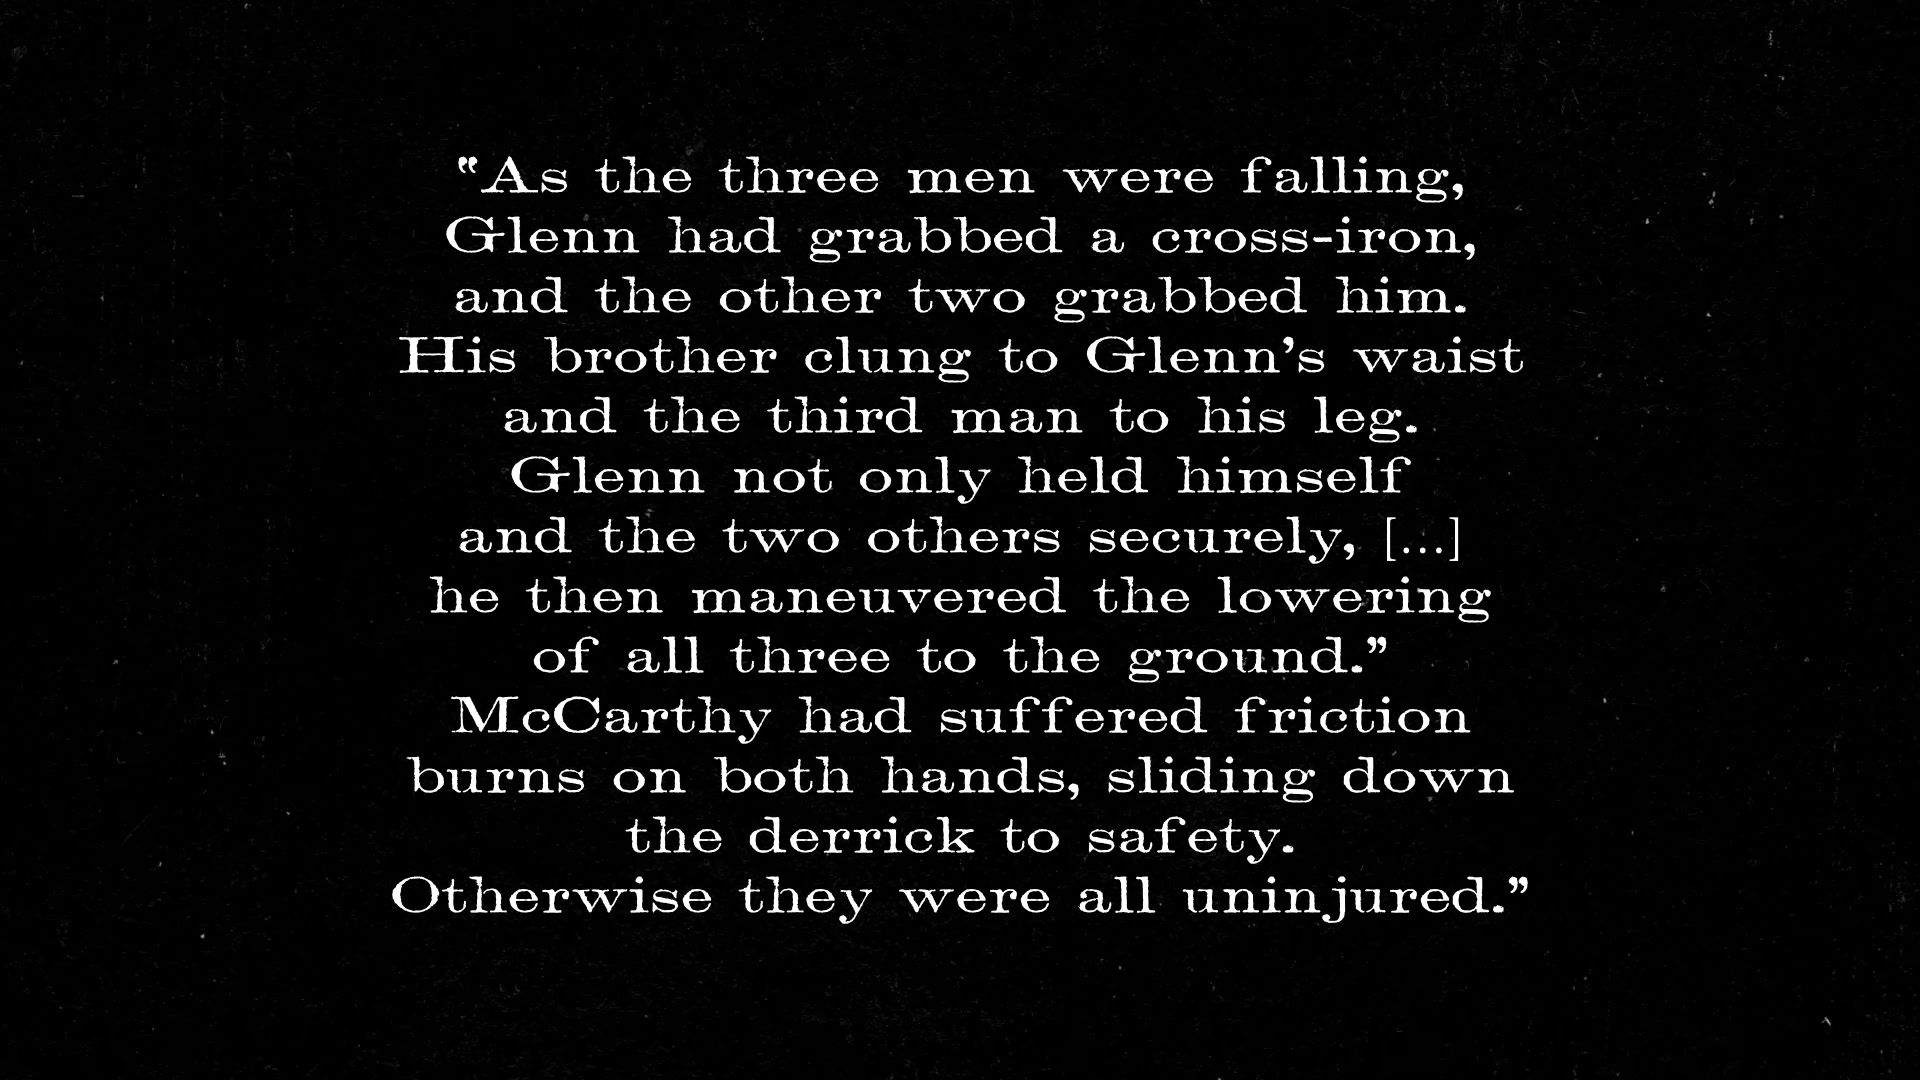 “As the three men were falling,
Glenn had grabbed a cross-iron,
and the other two grabbed him.
His brother clung to Glenn’s waist
and the third man to his leg.
Glenn not only held himself
and the two others securely, [...]
he then maneuvered the lowering
of all three to the ground.”
McCarthy had suffered friction
burns on both hands, sliding down
the derrick to safety.
Otherwise they were all uninjured.”